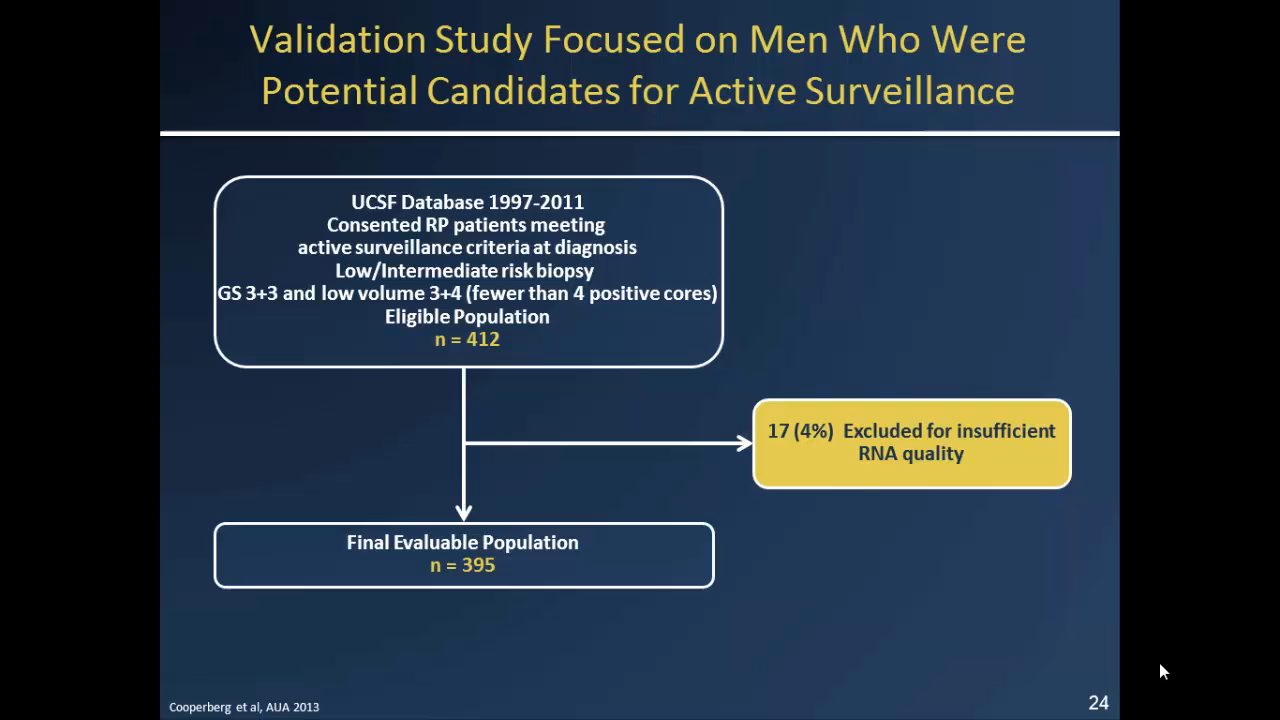 Validation Study Focused on Men Who Were
Potential Candidates for Active Surveillance
UCSF Database 1997-2011
Consented RP patients meeting
active surveillance criteria at diagnosis
Low/Intermediate risk biopsy
GS 3+3 and low volume 3+4 (fewer than 4 positive cores)
Eligible Population
n = 412
17 (4%) Excluded for insufficient
RNA quality
Final Evaluable Population
n = 395
Cooperberg et al, AUA 2013
24